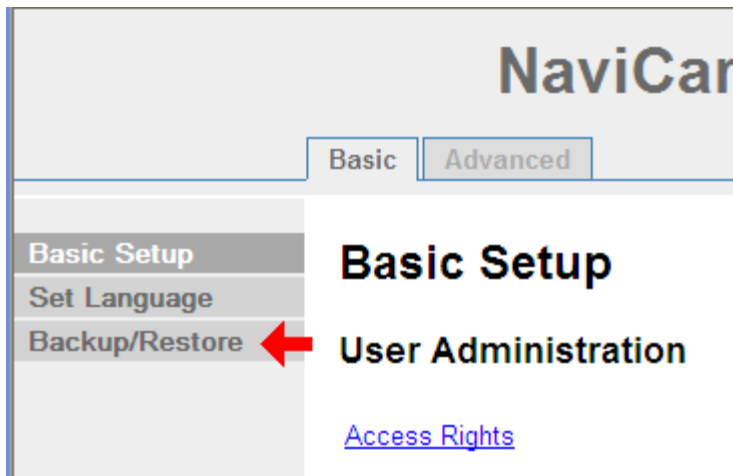 NaviCar
Basic Advanced
Basic Setup
Set Language
Backup/Restore
Basic Setup
User Administration
Access Rights